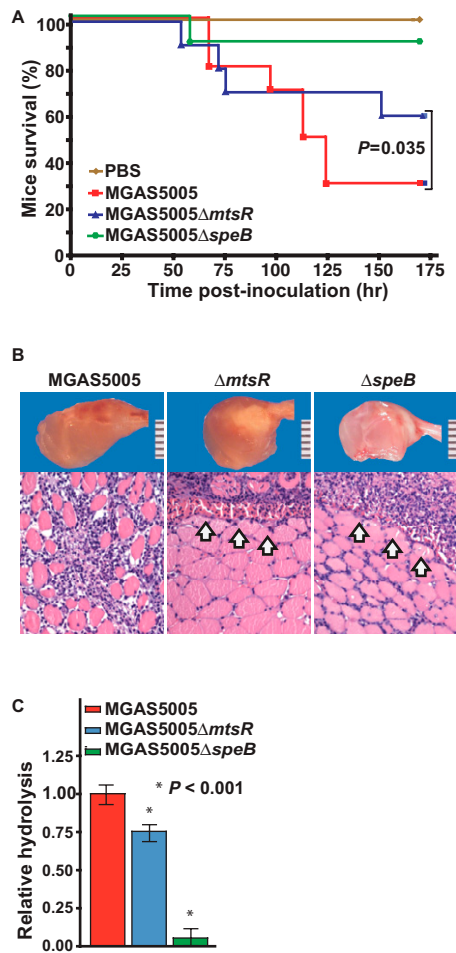 A
Mice survival (%)
100
80
60
40
20
0
0 25 50 75 100 125 150 175
Time post-inoculation (hr)
P=0.035
PBS
MGAS5005
MGAS5005ΔmtsR
MGAS5005ΔspeB
B
MGAS5005 ΔmtsR ΔspeB
C
MGAS5005
MGAS5005ΔmtsR
MGAS5005ΔspeB
Relative hydrolysis
1.25
1.00
0.75
0.50
0.25
0.00
* P < 0.001
*
*